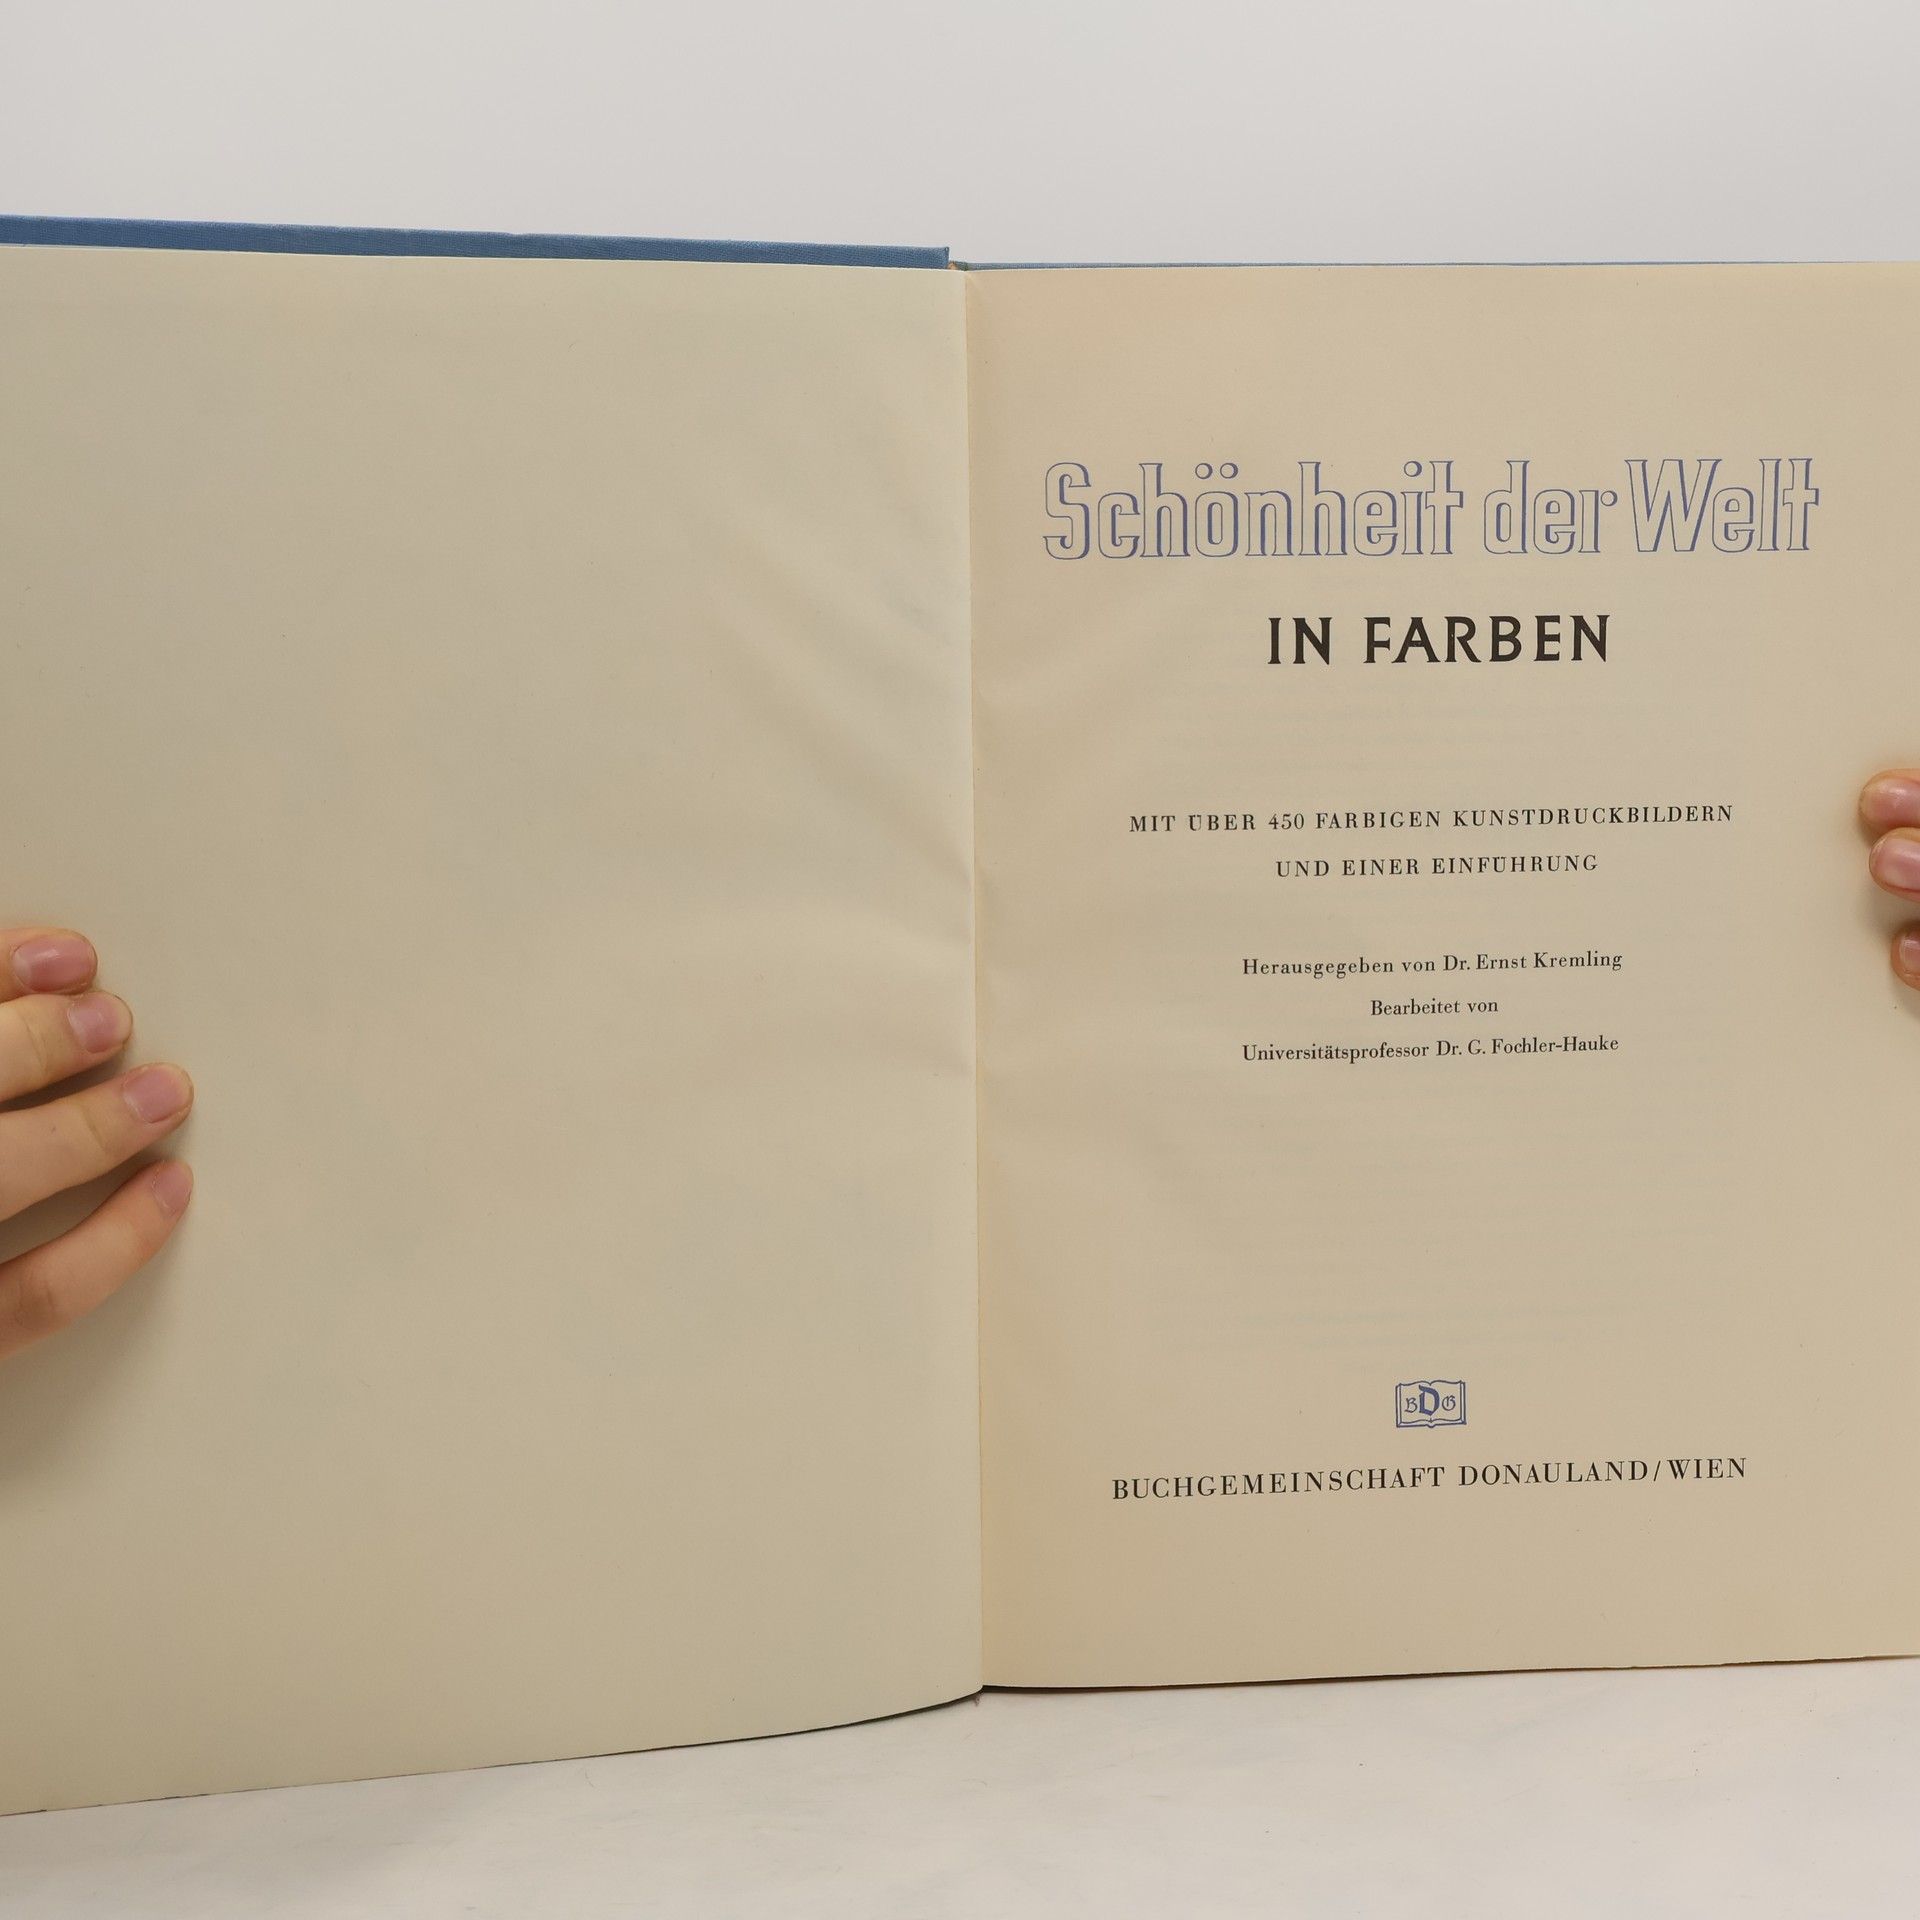 Schönheit der Welt
IN FARBEN
MIT ÜBER 450 FARBIGEN KUNSTDRUCKBILDERN
UND EINER EINFÜHRUNG
Herausgegeben von Dr. Ernst Kremling
Bearbeitet von
Universitätsprofessor Dr. G. Fochler-Hauke
BDG
BUCHGEMEINSCHAFT DONAULAND/WIEN